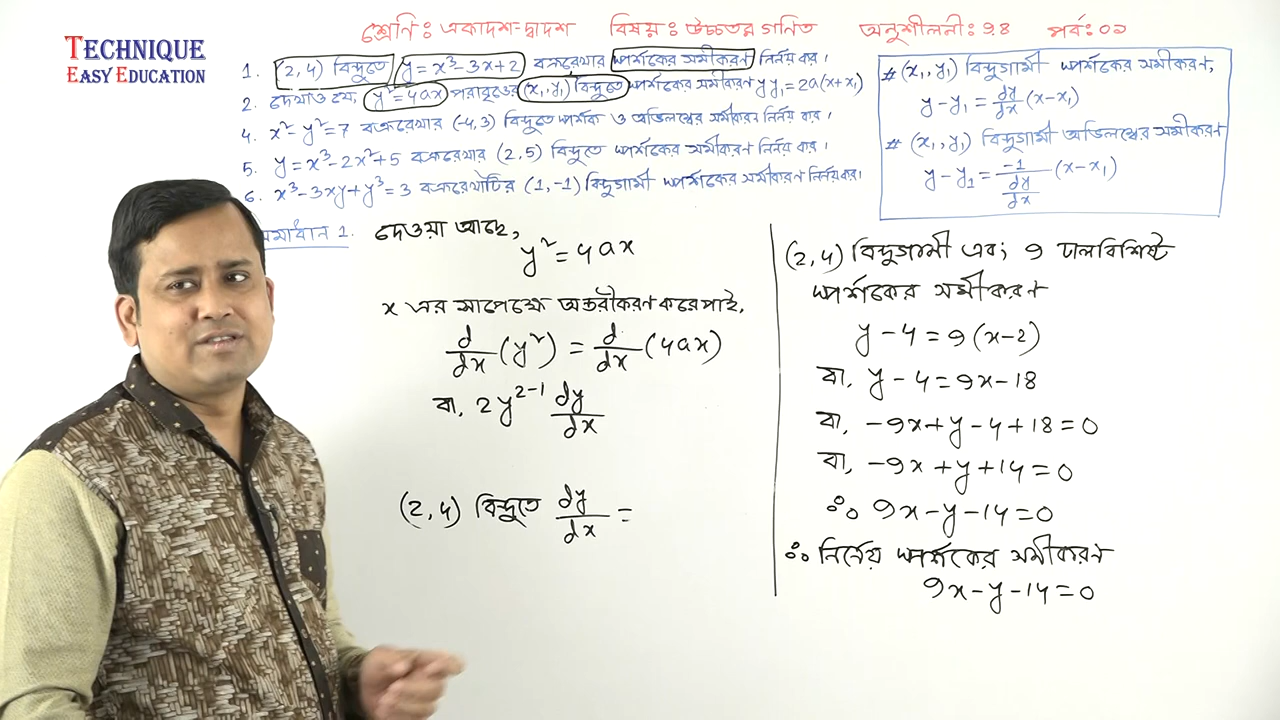 TECHNIQUE
EASY EDUCATION
শ্রেণি: একাদশ-দ্বাদশ বিষয়: উচ্চতর গণিত অনুশীলনী: ৯.৪ পর্ব: ০১
1. (2,4) বিন্দুতে y = x³-3x+2 বক্ররেখার স্পর্শকের সমীকরণ নির্ণয় কর।
2. দেখাও যে, y² = 4ax পরাবৃত্তের (x₁, y₁) বিন্দুতে স্পর্শকের সমীকরণ yy₁ = 2a(x+x₁)
4. x²-y²=7 বক্ররেখার (-4,3) বিন্দুতে স্পর্শক ও অভিলম্বের সমীকরণ নির্ণয় কর।
5. y = x³-2x²+5 বক্ররেখার (2,5) বিন্দুতে স্পর্শকের সমীকরণ নির্ণয় কর।
6. x³-3xy+y³=3 বক্ররেখাটির (1,-1) বিন্দুগামী স্পর্শকের সমীকরণ নির্ণয় কর।
# (x₁, y₁) বিন্দুগামী স্পর্শকের সমীকরণ,
y-y₁ = dy/dx (x-x₁)
# (x₁, y₁) বিন্দুগামী অভিলম্বের সমীকরণ
y-y₁ = -1/(dy/dx) (x-x₁)
সমাধান 1. দেওয়া আছে,
y² = 4ax
x এর সাপেক্ষে অন্তরীকরণ করে পাই,
d/dx (y²) = d/dx (4ax)
বা, 2y²⁻¹ dy/dx
(2,4) বিন্দুতে dy/dx =
(2,4) বিন্দুগামী এবং 9 ঢালবিশিষ্ট
স্পর্শকের সমীকরণ
y-4 = 9(x-2)
বা, y-4 = 9x-18
বা, -9x+y-4+18=0
বা, -9x+y+14=0
∴ 9x-y-14=0
∴ নির্ণেয় স্পর্শকের সমীকরণ
9x-y-14=0